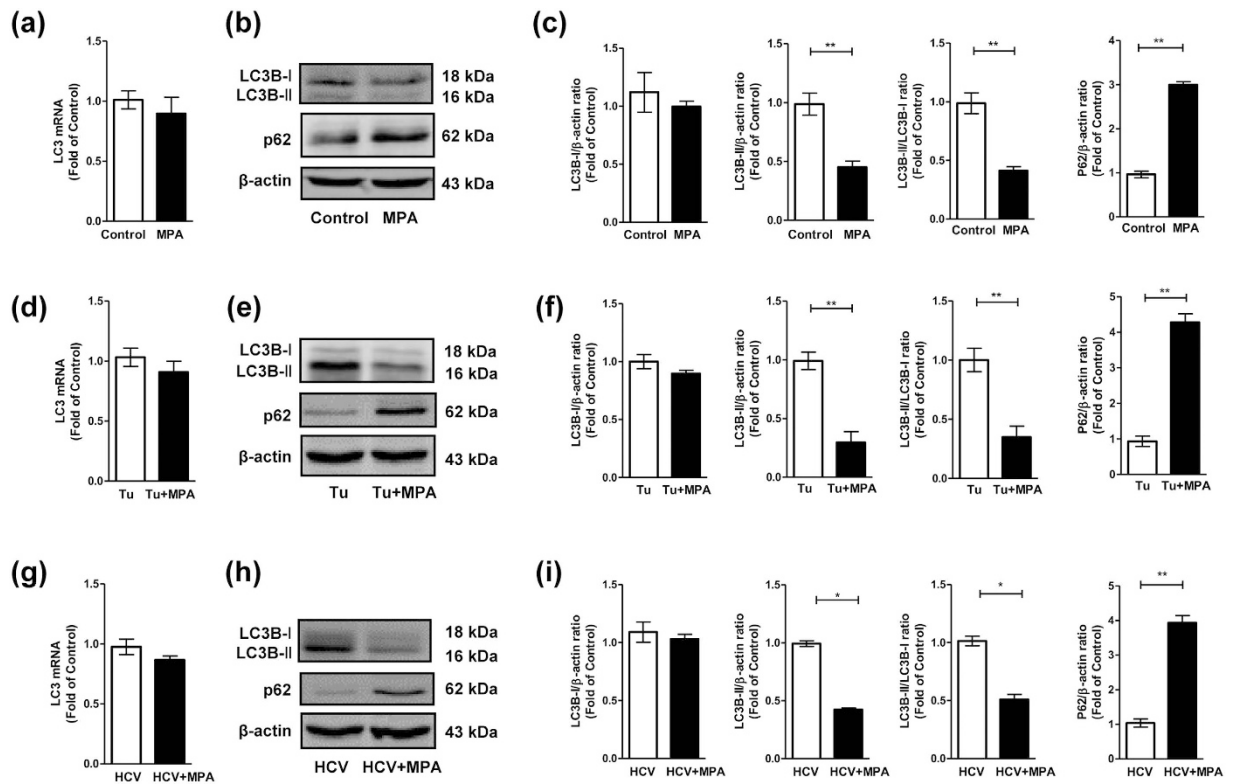 (a)
LC3 mRNA
(Fold of Control)
1.5
1.0
0.5
0.0
Control MPA
(b)
LC3B-I
LC3B-II
18 kDa
16 kDa
p62
62 kDa
β-actin
43 kDa
Control MPA
(c)
LC3B-I/β-actin ratio
(Fold of Control)
1.5
1.0
0.5
0.0
Control MPA
LC3B-II/β-actin ratio
(Fold of Control)
1.5
1.0
0.5
0.0
**
Control MPA
LC3B-II/LC3B-I ratio
(Fold of Control)
1.5
1.0
0.5
0.0
**
Control MPA
P62/β-actin ratio
(Fold of Control)
4
3
2
1
0
**
Control MPA
(d)
LC3 mRNA
(Fold of Control)
1.5
1.0
0.5
0.0
Tu Tu+MPA
(e)
LC3B-I
LC3B-II
18 kDa
16 kDa
p62
62 kDa
β-actin
43 kDa
Tu Tu+MPA
(f)
LC3B-I/β-actin ratio
(Fold of Control)
1.5
1.0
0.5
0.0
Tu Tu+MPA
LC3B-II/β-actin ratio
(Fold of Control)
1.5
1.0
0.5
0.0
**
Tu Tu+MPA
LC3B-II/LC3B-I ratio
(Fold of Control)
1.5
1.0
0.5
0.0
**
Tu Tu+MPA
P62/β-actin ratio
(Fold of Control)
5
4
3
2
1
0
**
Tu Tu+MPA
(g)
LC3 mRNA
(Fold of Control)
1.5
1.0
0.5
0.0
HCV HCV+MPA
(h)
LC3B-I
LC3B-II
18 kDa
16 kDa
p62
62 kDa
β-actin
43 kDa
HCV HCV+MPA
(i)
LC3B-I/β-actin ratio
(Fold of Control)
1.5
1.0
0.5
0.0
HCV HCV+MPA
LC3B-II/β-actin ratio
(Fold of Control)
1.5
1.0
0.5
0.0
*
HCV HCV+MPA
LC3B-II/LC3B-I ratio
(Fold of Control)
1.5
1.0
0.5
0.0
*
HCV HCV+MPA
P62/β-actin ratio
(Fold of Control)
5
4
3
2
1
0
**
HCV HCV+MPA